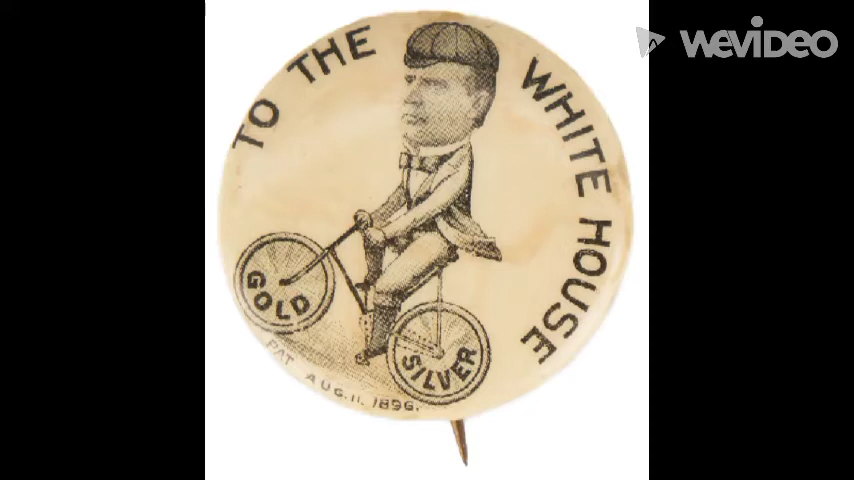 WEVIDEO
TO THE WHITE HOUSE
GOLD
SILVER
PAT AUG. 11. 1896.